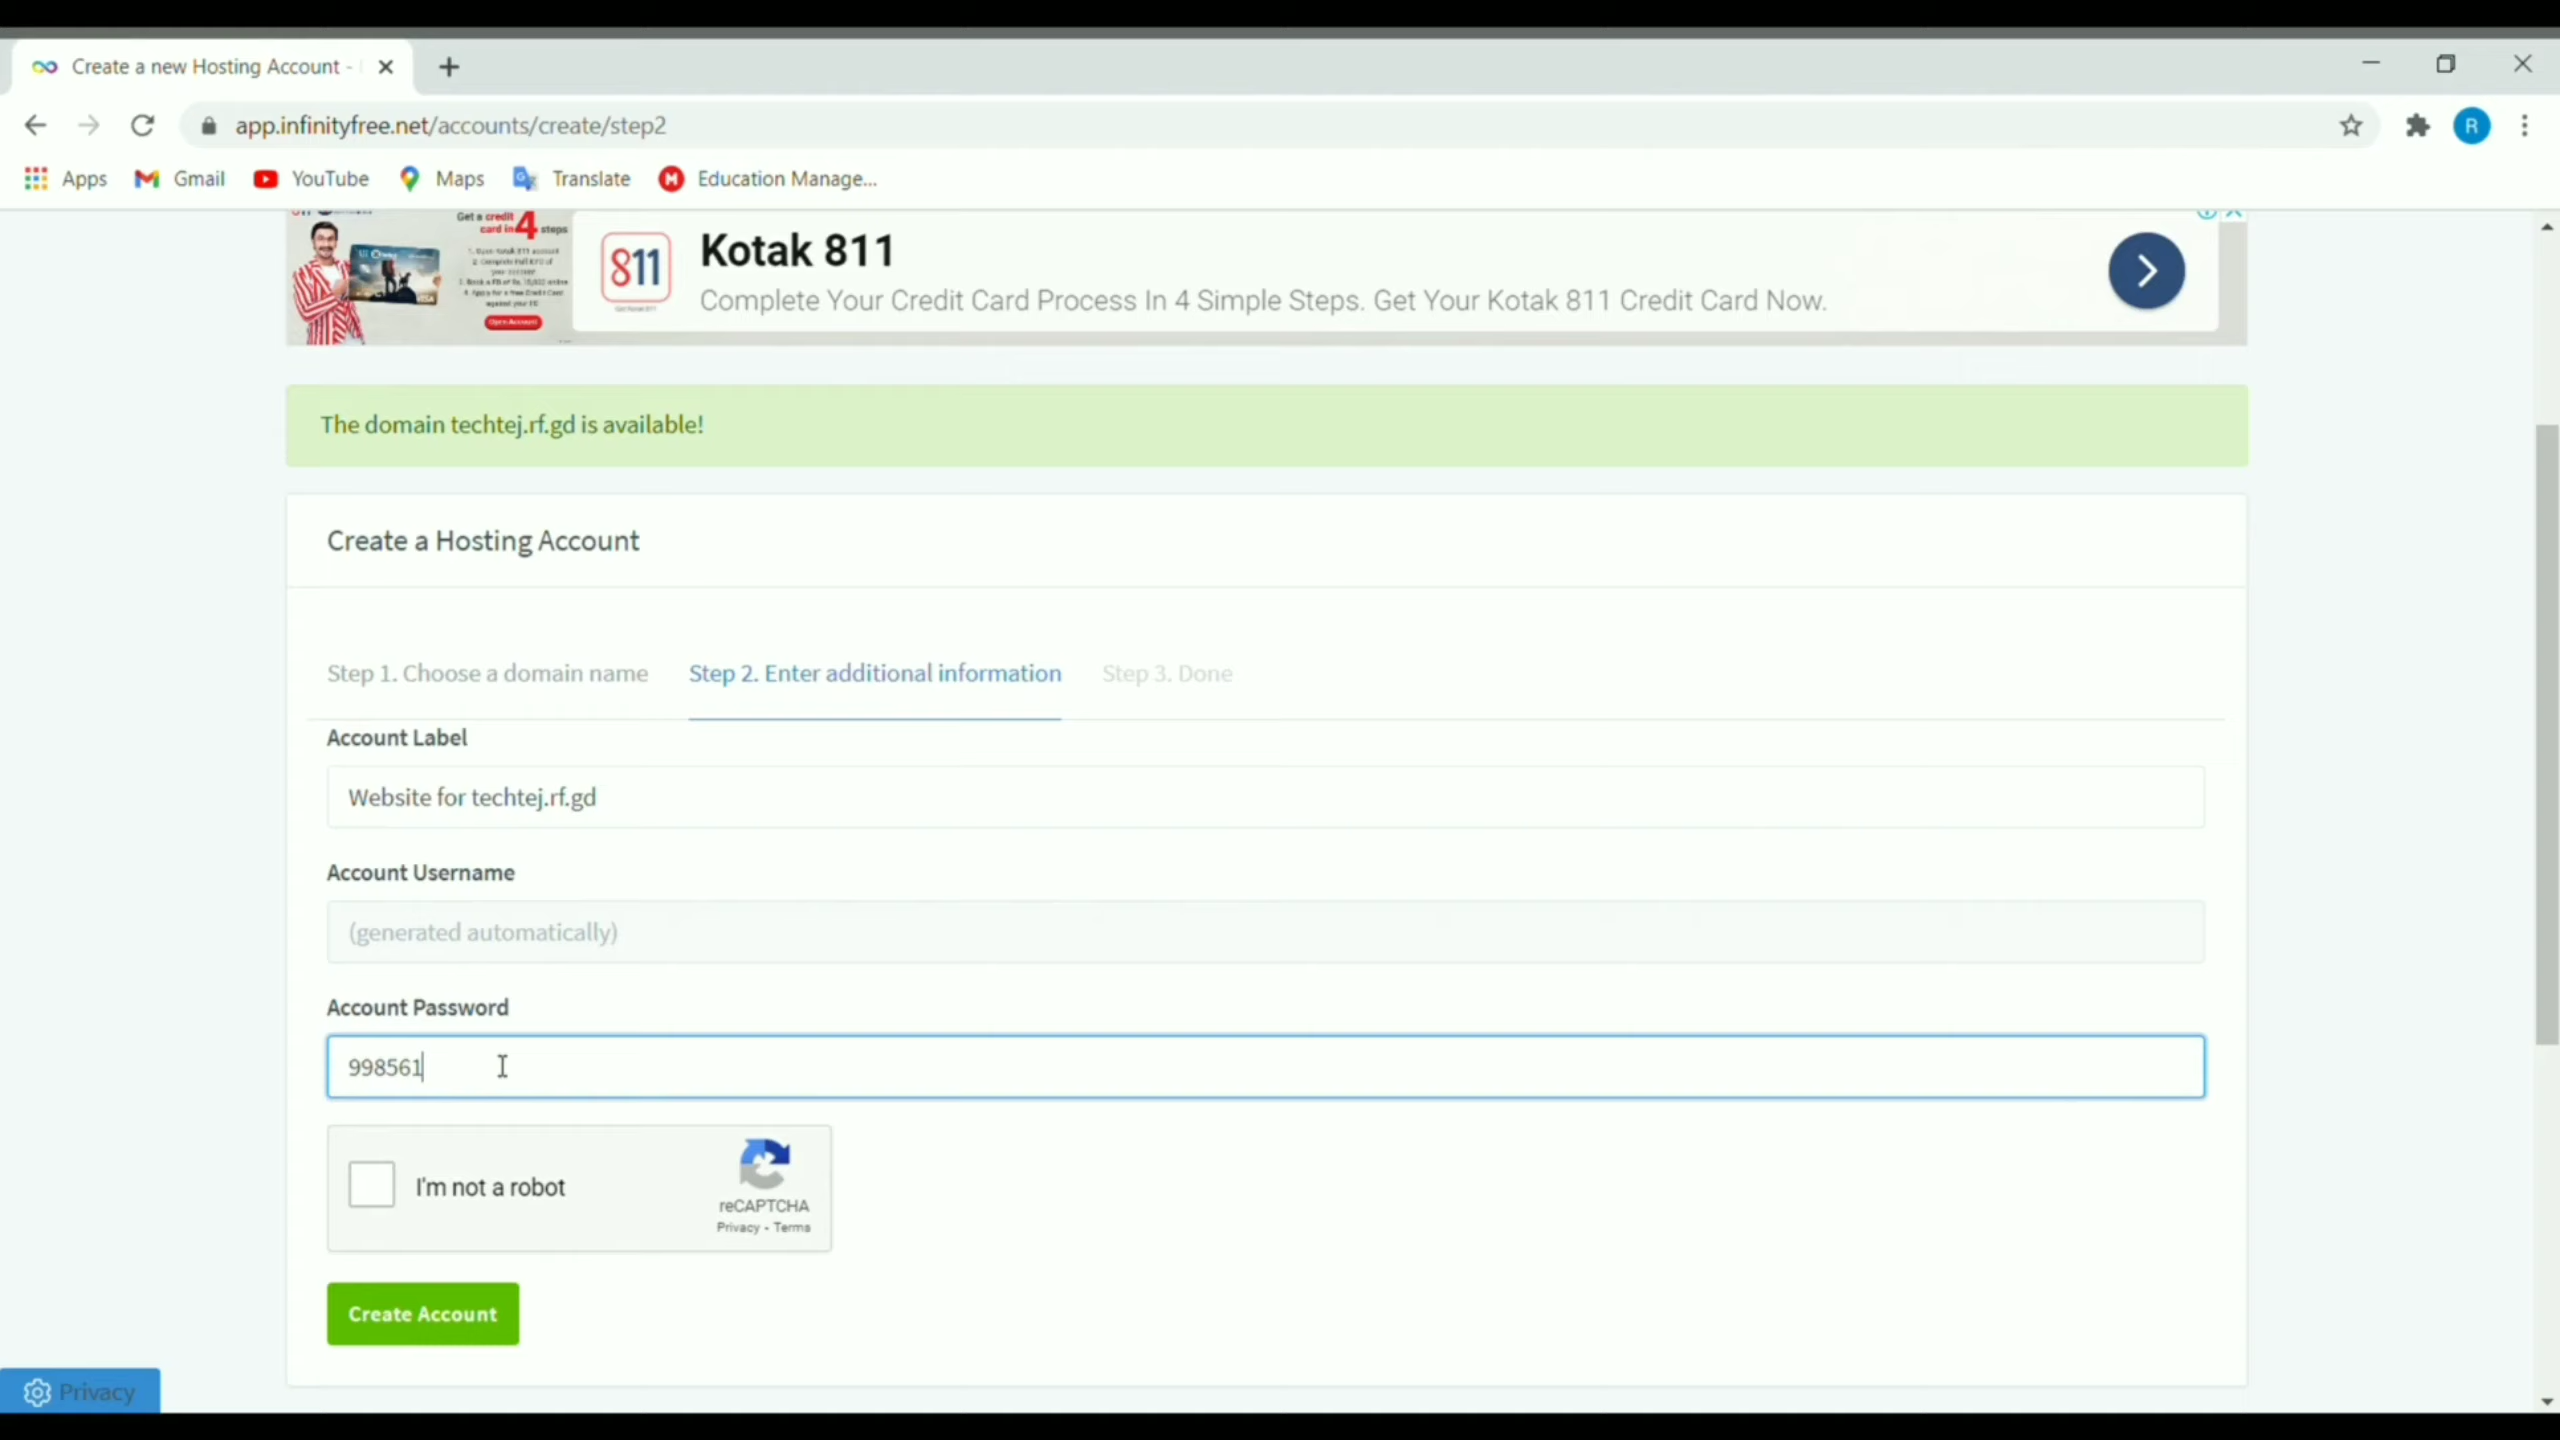 Create a new Hosting Account -
app.infinityfree.net/accounts/create/step2
Apps Gmail YouTube Maps Translate Education Manage...
Get a credit
card in 4 steps
Open Account
811
Kotak 811
Complete Your Credit Card Process In 4 Simple Steps. Get Your Kotak 811 Credit Card Now.
The domain techtej.rf.gd is available!
Create a Hosting Account
Step 1. Choose a domain name Step 2. Enter additional information Step 3. Done
Account Label
Website for techtej.rf.gd
Account Username
(generated automatically)
Account Password
998561
I'm not a robot
reCAPTCHA
Privacy - Terms
Create Account
Privacy